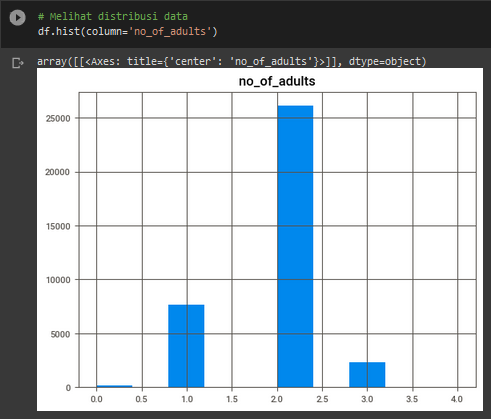 # Melihat distribusi data
df.hist(column='no_of_adults')
array([[<Axes: title={'center': 'no_of_adults'}>]], dtype=object)
no_of_adults
25000
20000
15000
10000
5000
0
0.0 0.5 1.0 1.5 2.0 2.5 3.0 3.5 4.0